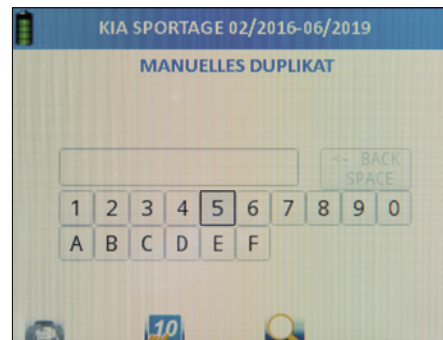 KIA SPORTAGE 02/2016-06/2019
MANUELLES DUPLIKAT
<- BACK
SPACE
1 2 3 4 5 6 7 8 9 0
A B C D E F
10